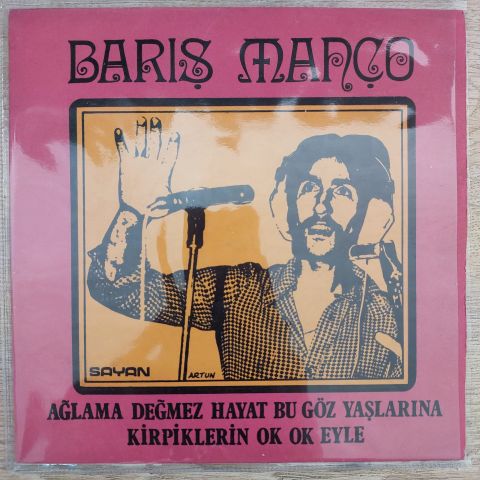 BARIŞ MANÇO
SAYAN
ARTUN
AĞLAMA DEĞMEZ HAYAT BU GÖZ YAŞLARINA
KİRPİKLERİN OK OK EYLE